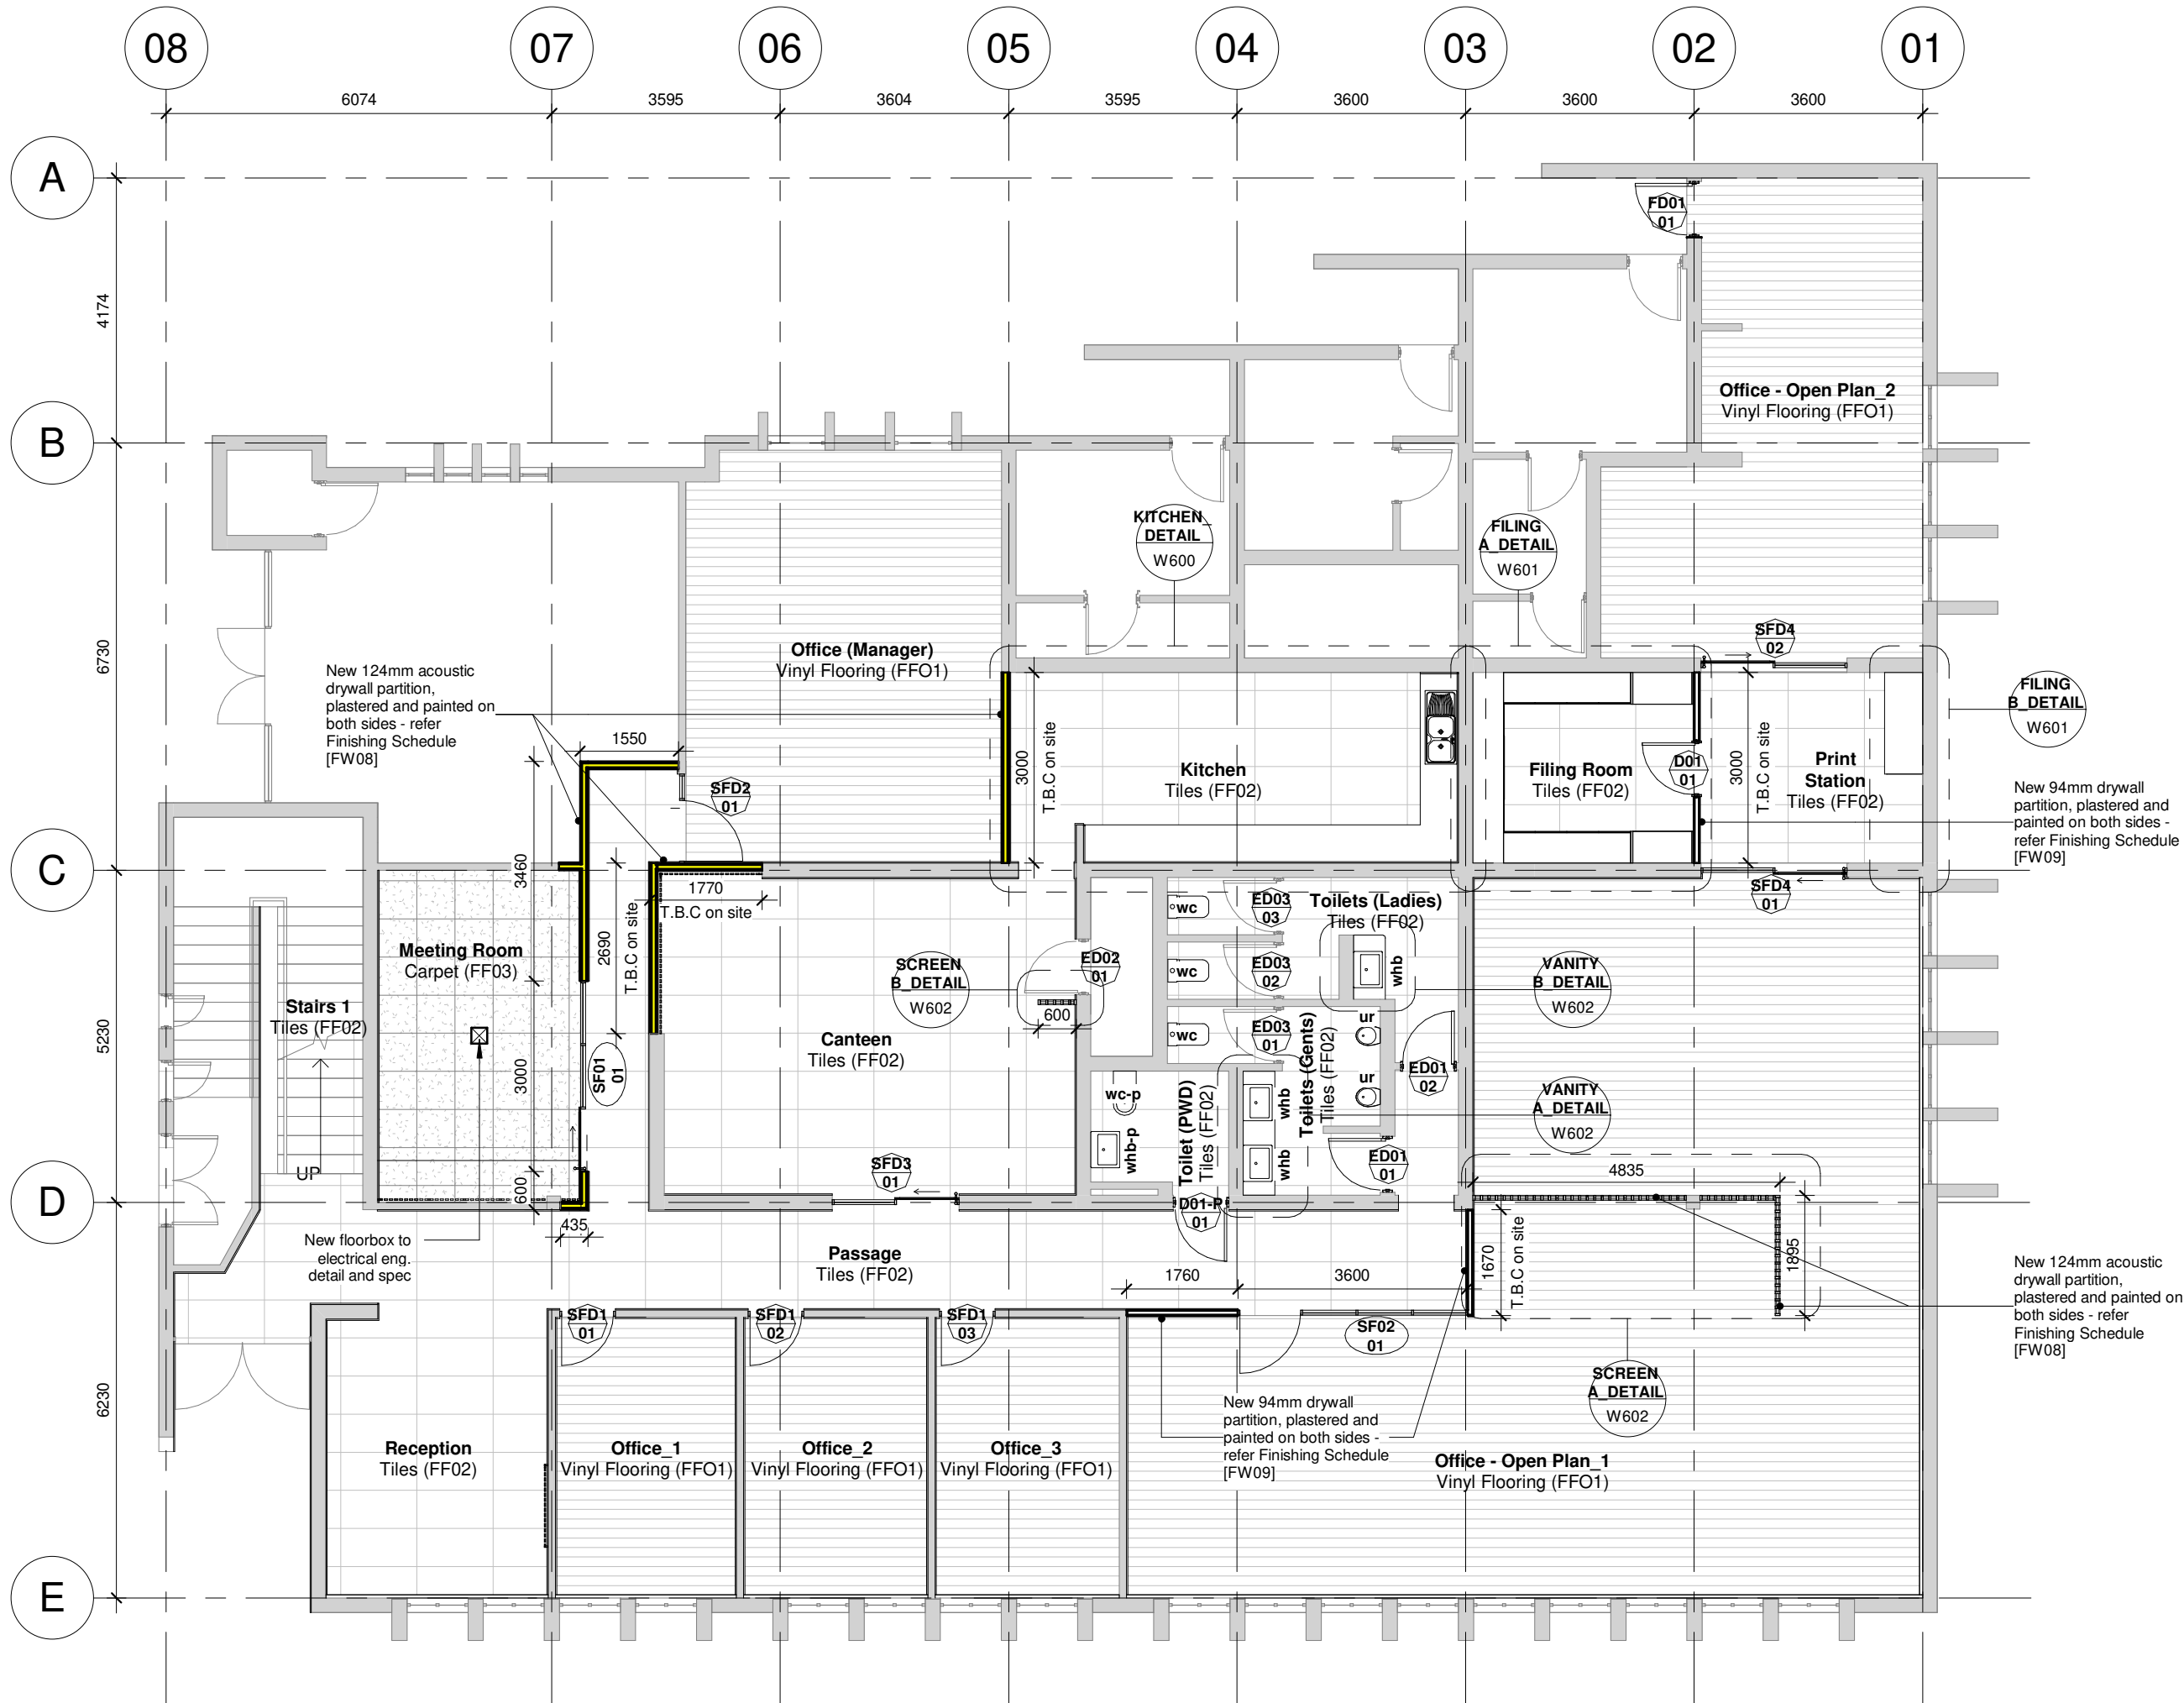 08
07
06
05
04
03
02
01
6074
3595
3604
3595
3600
3600
3600
A
4174
B
6730
C
5230
D
6230
E
FD01
01
Office - Open Plan_2
Vinyl Flooring (FFO1)
KITCHEN_
DETAIL
W600
FILING
A_DETAIL
W601
Office (Manager)
Vinyl Flooring (FFO1)
SFD4
02
FILING
B_DETAIL
W601
New 124mm acoustic
drywall partition,
plastered and painted on
both sides - refer
Finishing Schedule
[FW08]
1550
SFD2
01
3000
T.B.C on site
Kitchen
Tiles (FF02)
Filing Room
Tiles (FF02)
D01
01
3000
T.B.C on site
Print
Station
Tiles (FF02)
New 94mm drywall
partition, plastered and
painted on both sides -
refer Finishing Schedule
[FW09]
3460
1770
T.B.C on site
2690
T.B.C on site
SFD4
01
wc
ED03
03
Toilets (Ladies)
Tiles (FF02)
Meeting Room
Carpet (FF03)
SCREEN
B_DETAIL
W602
ED02
01
wc
ED03
02
whb
VANITY
B_DETAIL
W602
Stairs 1
Tiles (FF02)
600
Canteen
Tiles (FF02)
wc
ED03
01
Toilets (Gents)
Tiles (FF02)
ur
3000
SF01
01
ur
ED01
02
wc-p
whb-p
Toilet (PWD)
Tiles (FF02)
whb
whb
VANITY
A_DETAIL
W602
UP
600
SFD3
01
ED01
01
4835
D01-P
01
435
New floorbox to
electrical eng.
detail and spec
Passage
Tiles (FF02)
1760
3600
1670
T.B.C on site
1895
New 124mm acoustic
drywall partition,
plastered and painted on
both sides - refer
Finishing Schedule
[FW08]
SFD1
01
SFD1
02
SFD1
03
SF02
01
SCREEN
A_DETAIL
W602
New 94mm drywall
partition, plastered and
painted on both sides -
refer Finishing Schedule
[FW09]
Reception
Tiles (FF02)
Office_1
Vinyl Flooring (FFO1)
Office_2
Vinyl Flooring (FFO1)
Office_3
Vinyl Flooring (FFO1)
Office - Open Plan_1
Vinyl Flooring (FFO1)